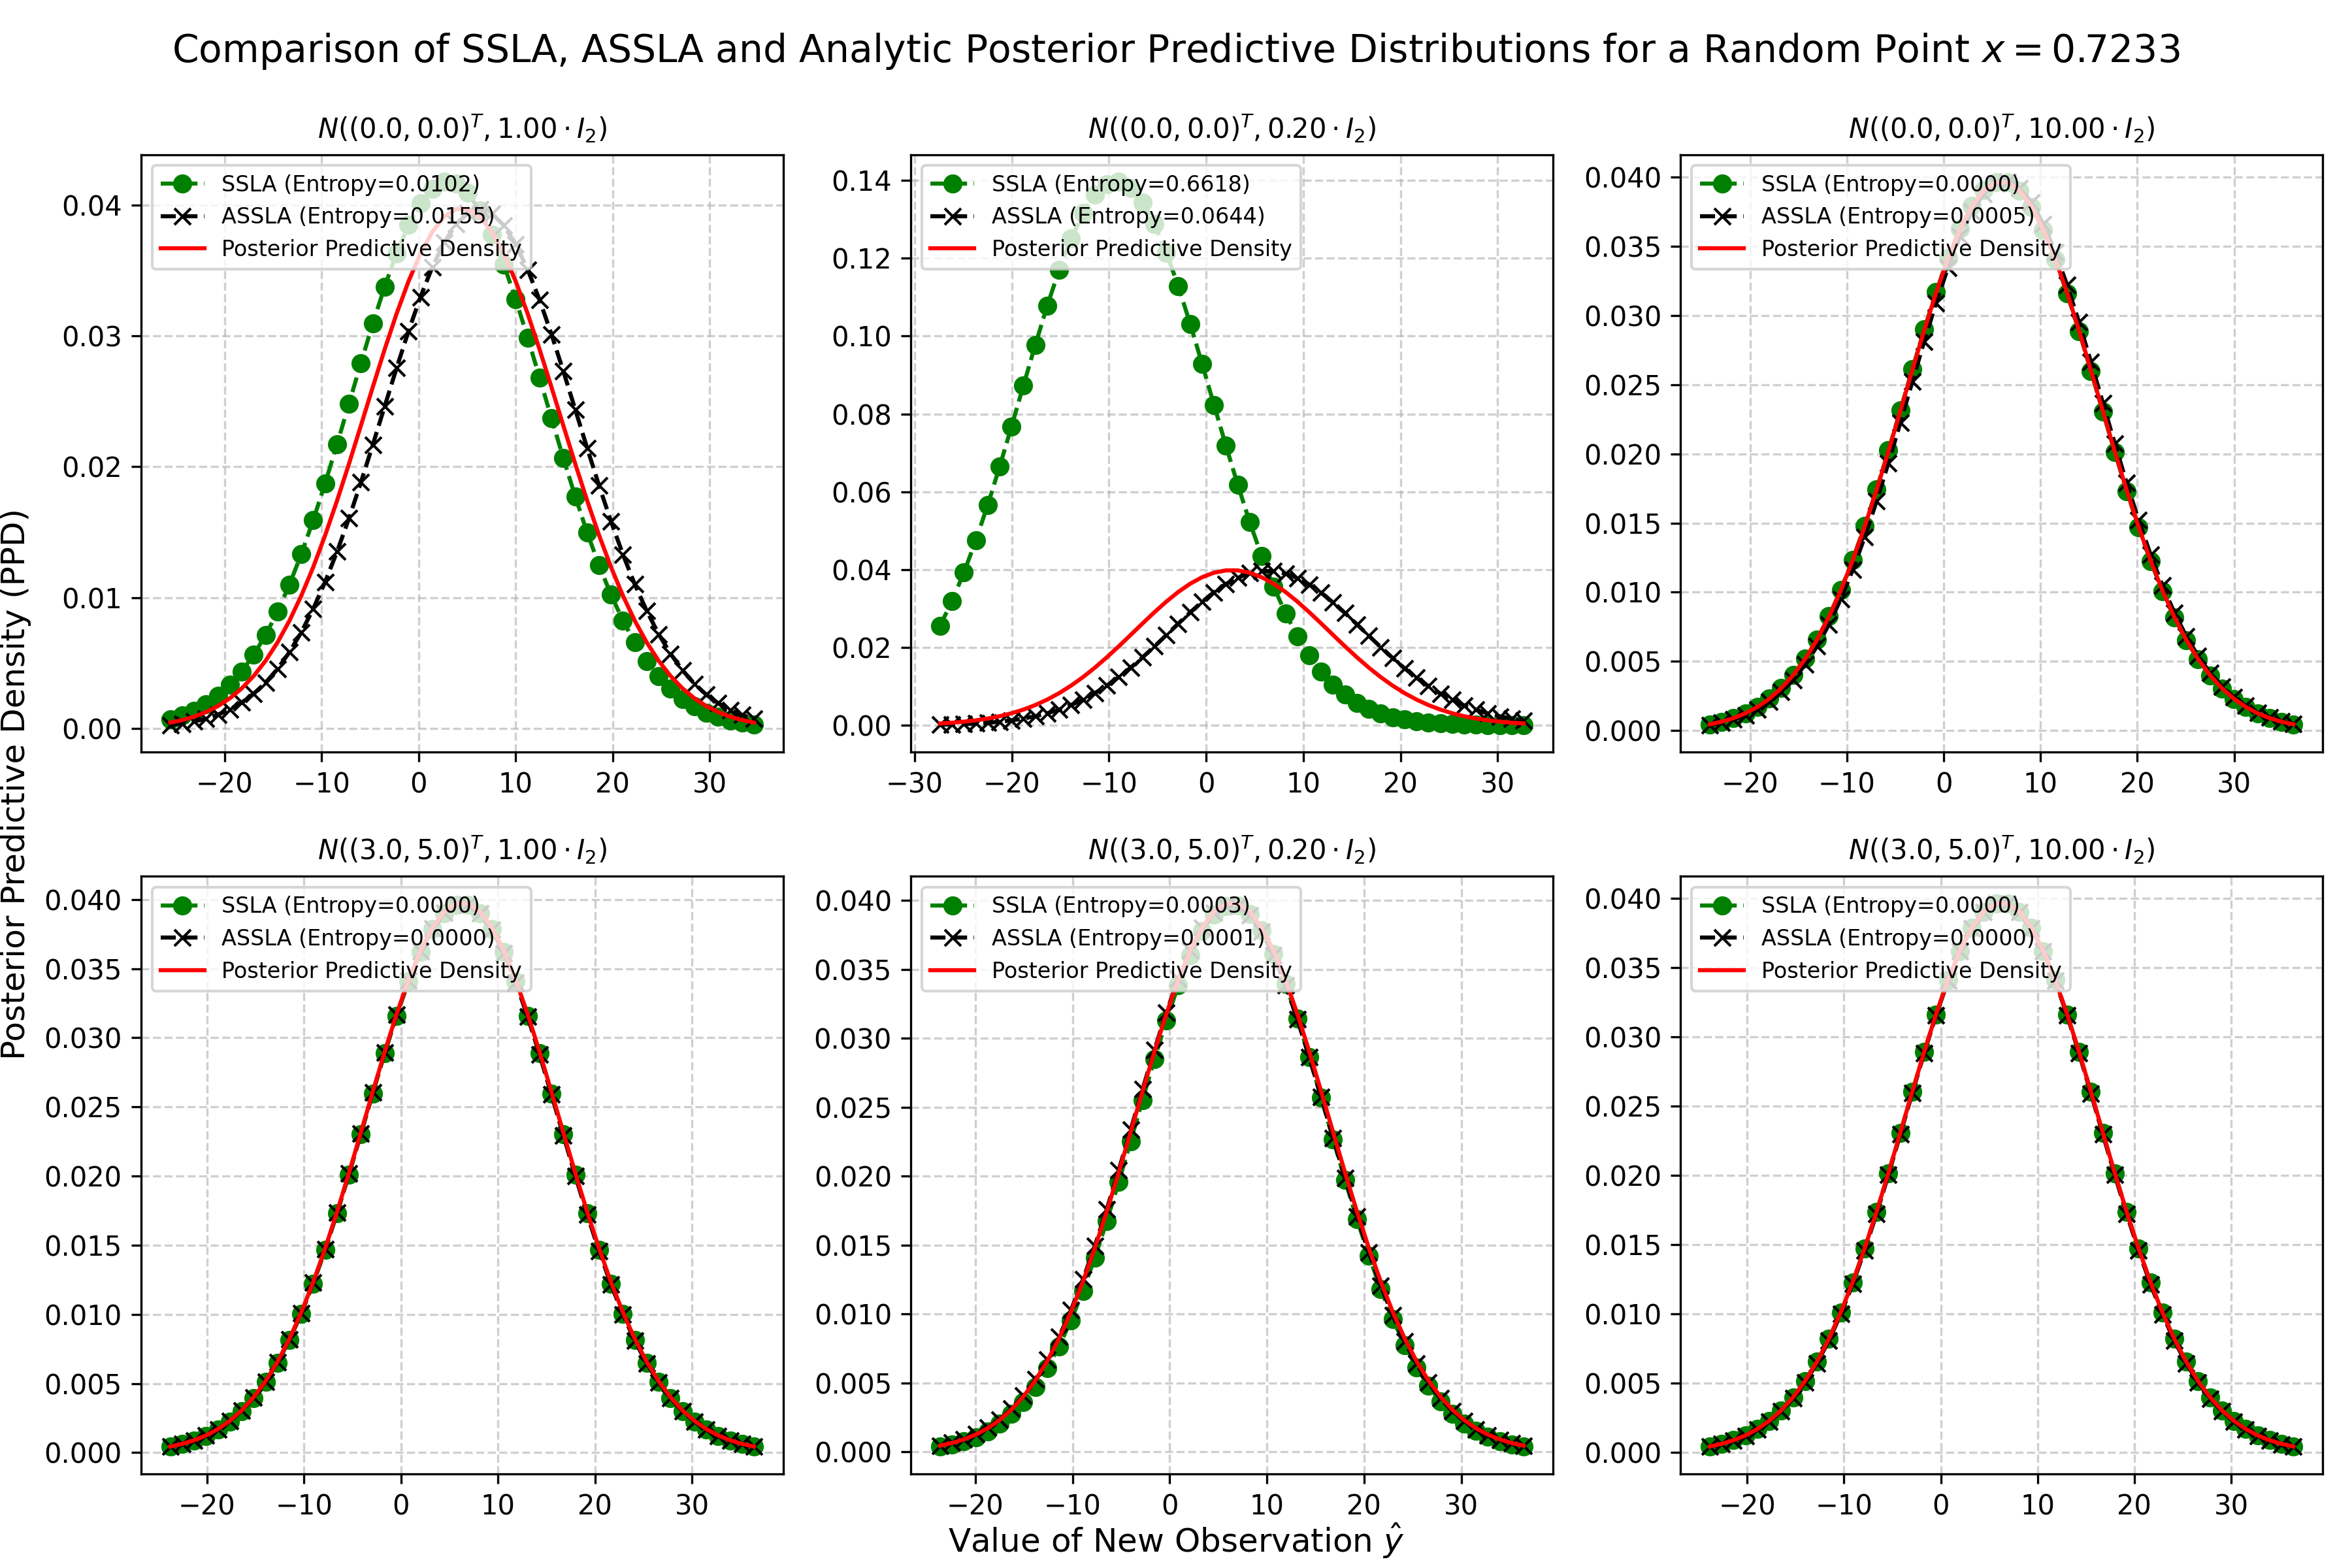 Comparison of SSLA, ASSLA and Analytic Posterior Predictive Distributions for a Random Point x = 0.7233
Posterior Predictive Density (PPD)
N((0.0, 0.0)^T, 1.00 · I_2)
SSLA (Entropy=0.0102)
ASSLA (Entropy=0.0155)
Posterior Predictive Density
0.04
0.03
0.02
0.01
0.00
−20 −10 0 10 20 30
N((0.0, 0.0)^T, 0.20 · I_2)
SSLA (Entropy=0.6618)
ASSLA (Entropy=0.0644)
Posterior Predictive Density
0.14
0.12
0.10
0.08
0.06
0.04
0.02
0.00
−30 −20 −10 0 10 20 30
N((0.0, 0.0)^T, 10.00 · I_2)
SSLA (Entropy=0.0000)
ASSLA (Entropy=0.0005)
Posterior Predictive Density
0.040
0.035
0.030
0.025
0.020
0.015
0.010
0.005
0.000
−20 −10 0 10 20 30
N((3.0, 5.0)^T, 1.00 · I_2)
SSLA (Entropy=0.0000)
ASSLA (Entropy=0.0000)
Posterior Predictive Density
0.040
0.035
0.030
0.025
0.020
0.015
0.010
0.005
0.000
−20 −10 0 10 20 30
N((3.0, 5.0)^T, 0.20 · I_2)
SSLA (Entropy=0.0003)
ASSLA (Entropy=0.0001)
Posterior Predictive Density
0.040
0.035
0.030
0.025
0.020
0.015
0.010
0.005
0.000
−20 −10 0 10 20 30
N((3.0, 5.0)^T, 10.00 · I_2)
SSLA (Entropy=0.0000)
ASSLA (Entropy=0.0000)
Posterior Predictive Density
0.040
0.035
0.030
0.025
0.020
0.015
0.010
0.005
0.000
−20 −10 0 10 20 30
Value of New Observation ŷ